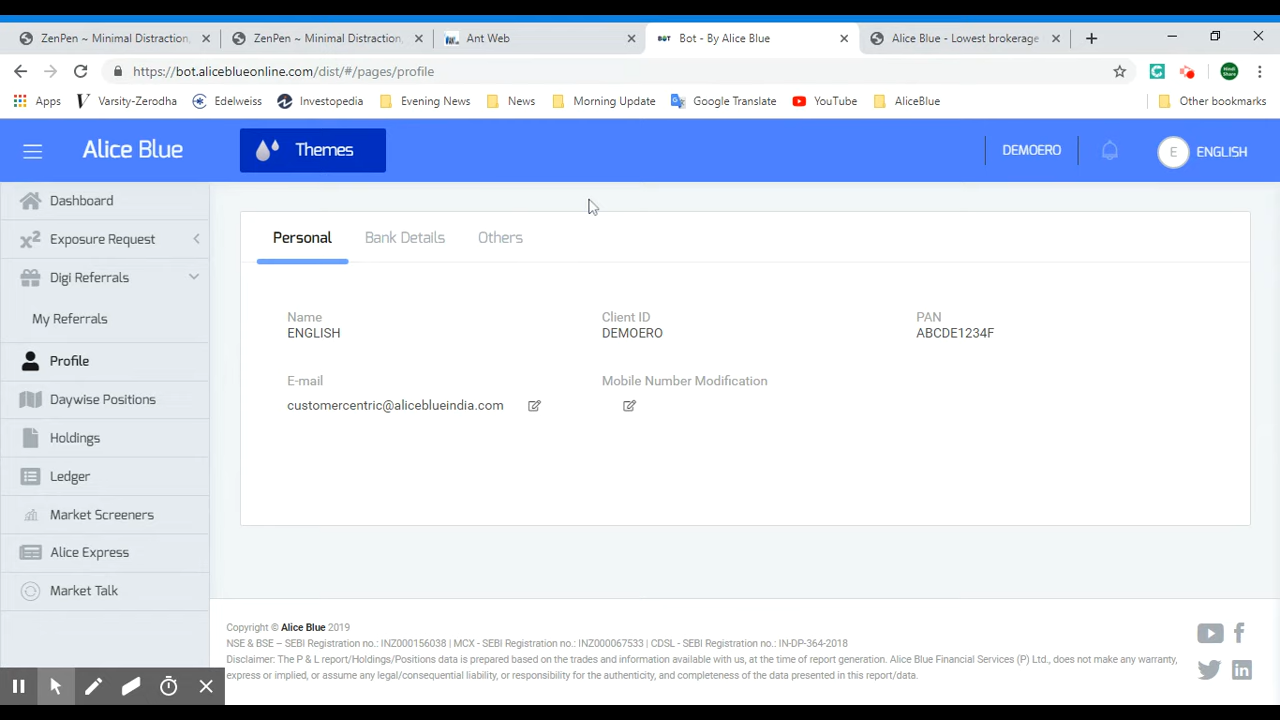 ZenPen ~ Minimal Distraction, ZenPen ~ Minimal Distraction, Ant Web Bot - By Alice Blue Alice Blue - Lowest brokerage
https://bot.aliceblueonline.com/dist/#/pages/profile
Apps Varsity-Zerodha Edelweiss Investopedia Evening News News Morning Update Google Translate YouTube AliceBlue Other bookmarks
Alice Blue Themes DEMOERO E ENGLISH
Dashboard
Exposure Request
Digi Referrals
My Referrals
Profile
Daywise Positions
Holdings
Ledger
Market Screeners
Alice Express
Market Talk
Personal Bank Details Others
Name Client ID PAN
ENGLISH DEMOERO ABCDE1234F
E-mail Mobile Number Modification
customercentric@aliceblueindia.com
Copyright © Alice Blue 2019
NSE & BSE – SEBI Registration no.: INZ000156038 | MCX - SEBI Registration no.: INZ000067533 | CDSL - SEBI Registration no.: IN-DP-364-2018
Disclaimer: The P & L report/Holdings/Positions data is prepared based on the trades and information available with us, at the time of report generation. Alice Blue Financial Services (P) Ltd., does not make any warranty,
express or implied, or assume any legal/consequential liability, or responsibility for the authenticity, and completeness of the data presented in this report/data.